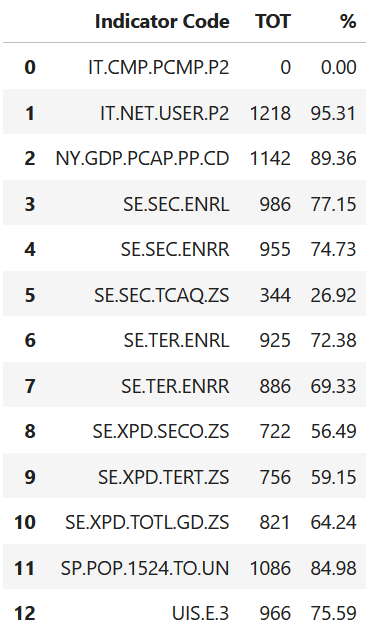 Indicator Code TOT %
0 IT.CMP.PCMP.P2 0 0.00
1 IT.NET.USER.P2 1218 95.31
2 NY.GDP.PCAP.PP.CD 1142 89.36
3 SE.SEC.ENRL 986 77.15
4 SE.SEC.ENRR 955 74.73
5 SE.SEC.TCAQ.ZS 344 26.92
6 SE.TER.ENRL 925 72.38
7 SE.TER.ENRR 886 69.33
8 SE.XPD.SECO.ZS 722 56.49
9 SE.XPD.TERT.ZS 756 59.15
10 SE.XPD.TOTL.GD.ZS 821 64.24
11 SP.POP.1524.TO.UN 1086 84.98
12 UIS.E.3 966 75.59